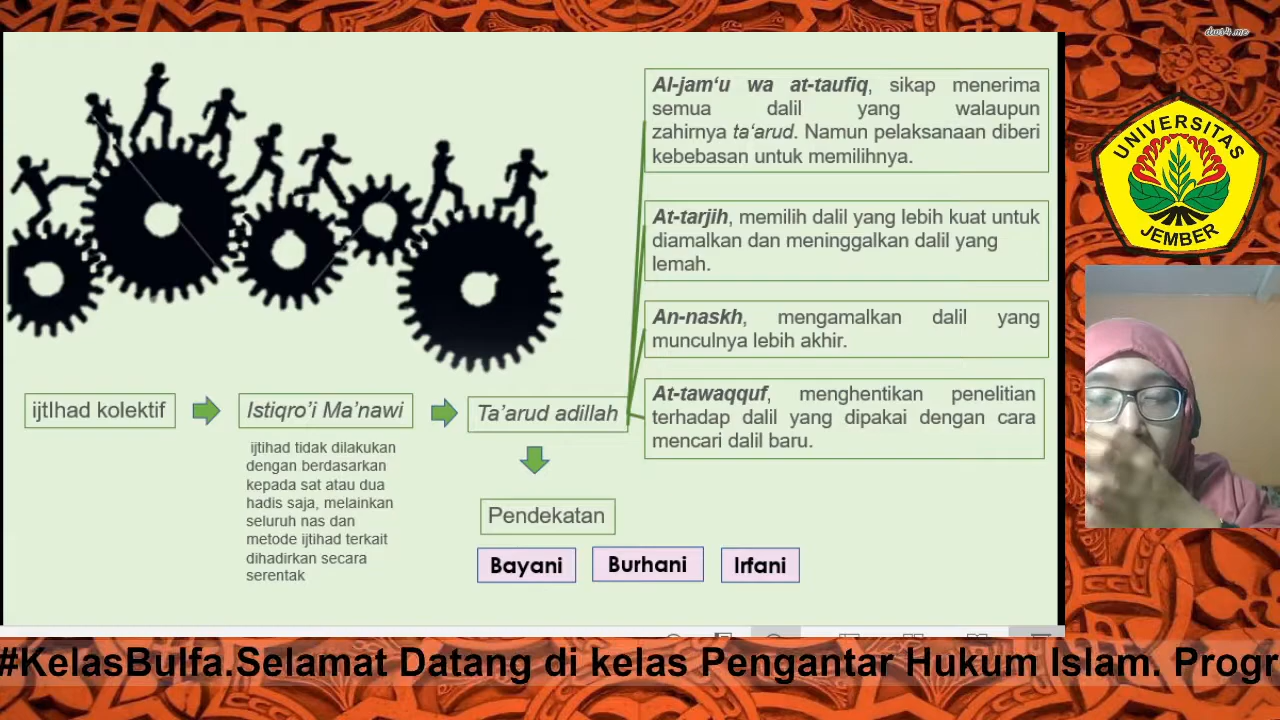 dws4.me
Al-jam‘u wa at-taufiq, sikap menerima
semua dalil yang walaupun
zahirnya ta‘arud. Namun pelaksanaan diberi
kebebasan untuk memilihnya.
At-tarjih, memilih dalil yang lebih kuat untuk
diamalkan dan meninggalkan dalil yang
lemah.
An-naskh, mengamalkan dalil yang
munculnya lebih akhir.
At-tawaqquf, menghentikan penelitian
terhadap dalil yang dipakai dengan cara
mencari dalil baru.
ijtIhad kolektif
Istiqro’i Ma’nawi
Ta’arud adillah
ijtihad tidak dilakukan
dengan berdasarkan
kepada sat atau dua
hadis saja, melainkan
seluruh nas dan
metode ijtihad terkait
dihadirkan secara
serentak
Pendekatan
Bayani
Burhani
Irfani
UNIVERSITAS
JEMBER
#KelasBulfa.Selamat Datang di kelas Pengantar Hukum Islam. Progr